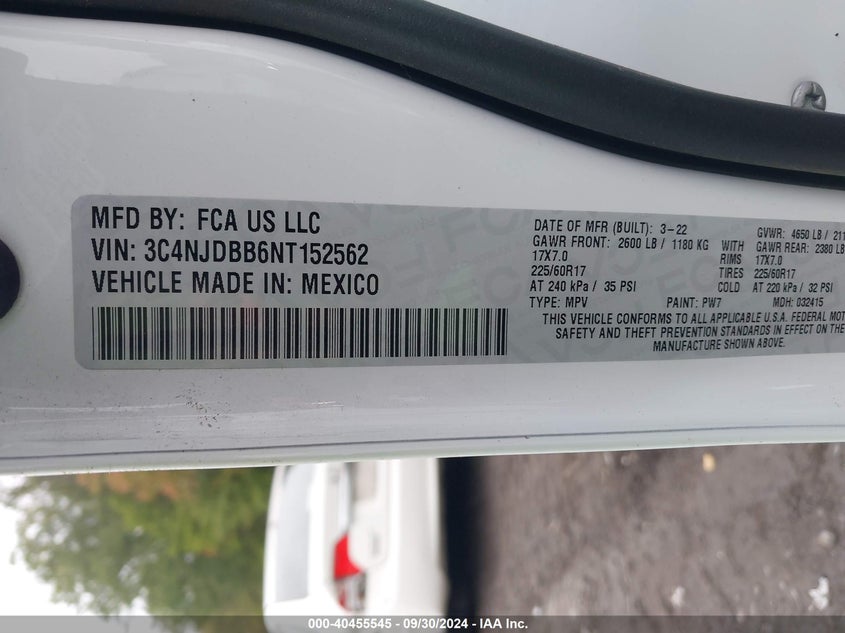 MFD BY: FCA US LLC
VIN: 3C4NJDBB6NT152562
VEHICLE MADE IN: MEXICO
DATE OF MFR (BUILT): 3-22 GVWR: 4650 LB / 211
GAWR FRONT: 2600 LB / 1180 KG WITH GAWR REAR: 2380 LB
17X7.0 RIMS 17X7.0
225/60R17 TIRES 225/60R17
AT 240 kPa / 35 PSI COLD AT 220 kPa / 32 PSI
TYPE: MPV PAINT: PW7 MDH: 032415
THIS VEHICLE CONFORMS TO ALL APPLICABLE U.S.A. FEDERAL MOT
SAFETY AND THEFT PREVENTION STANDARDS IN EFFECT ON THE
MANUFACTURE SHOWN ABOVE.
000-40455545 - 09/30/2024 - IAA Inc.